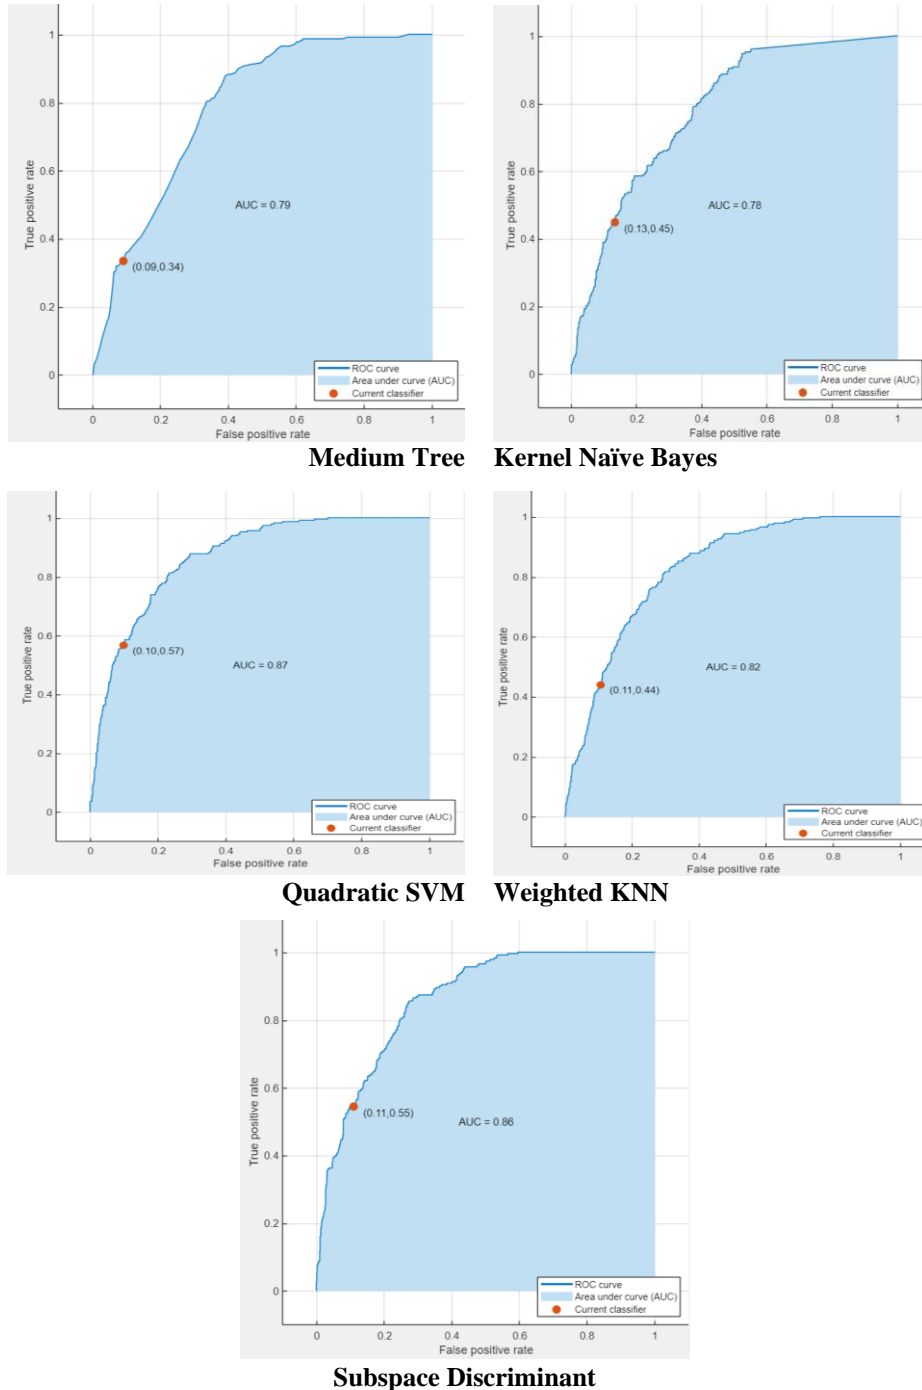 1
0.8
0.6
0.4
0.2
0
True positive rate
AUC = 0.79
(0.09,0.34)
ROC curve
Area under curve (AUC)
Current classifier
0 0.2 0.4 0.6 0.8 1
False positive rate
Medium Tree
1
0.8
0.6
0.4
0.2
0
True positive rate
AUC = 0.78
(0.13,0.45)
ROC curve
Area under curve (AUC)
Current classifier
0 0.2 0.4 0.6 0.8 1
False positive rate
Kernel Naïve Bayes
1
0.8
0.6
0.4
0.2
0
True positive rate
(0.10,0.57)
AUC = 0.87
ROC curve
Area under curve (AUC)
Current classifier
0 0.2 0.4 0.6 0.8 1
False positive rate
Quadratic SVM
1
0.8
0.6
0.4
0.2
0
True positive rate
AUC = 0.82
(0.11,0.44)
ROC curve
Area under curve (AUC)
Current classifier
0 0.2 0.4 0.6 0.8 1
False positive rate
Weighted KNN
1
0.8
0.6
0.4
0.2
0
True positive rate
(0.11,0.55)
AUC = 0.86
ROC curve
Area under curve (AUC)
Current classifier
0 0.2 0.4 0.6 0.8 1
False positive rate
Subspace Discriminant